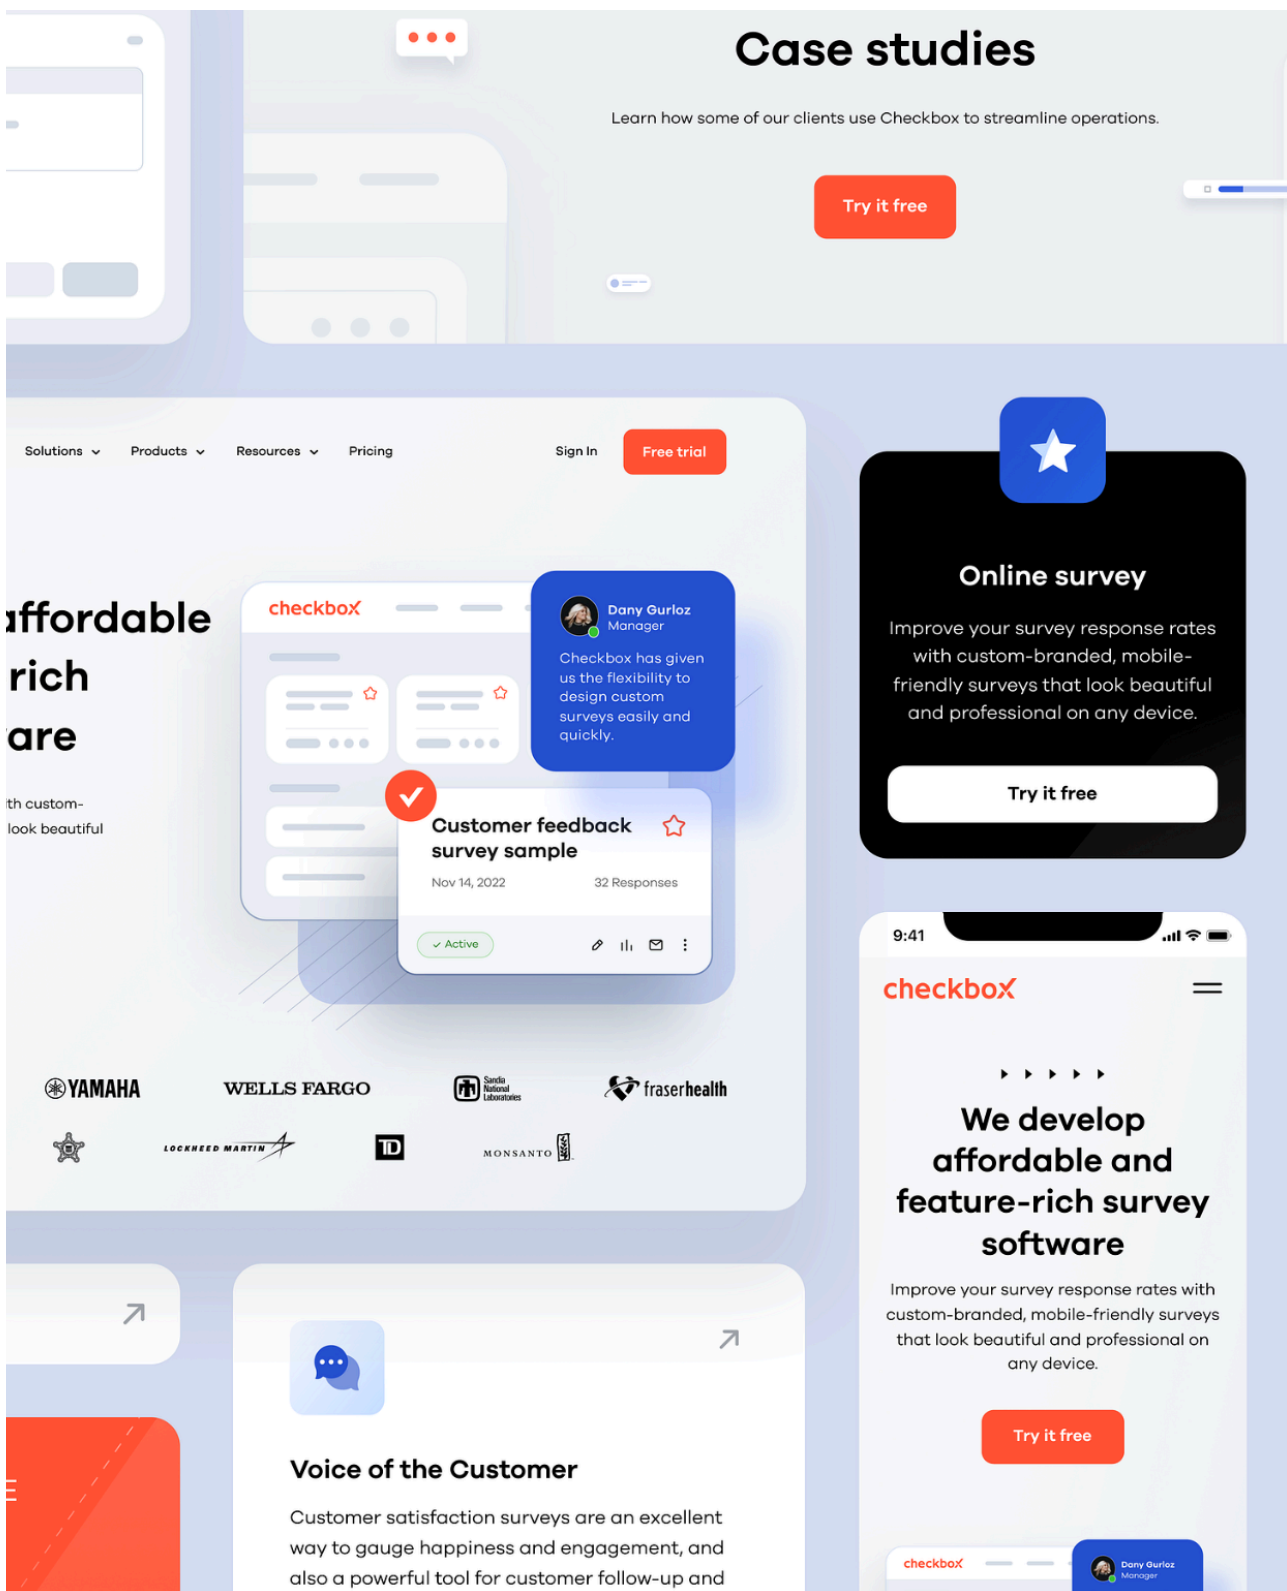 Case studies
Learn how some of our clients use Checkbox to streamline operations.
Try it free
Solutions
Products
Resources
Pricing
Sign In
Free trial
affordable
rich
are
th custom-
look beautiful
checkbox
Dany Gurloz
Manager
Checkbox has given
us the flexibility to
design custom
surveys easily and
quickly.
Customer feedback
survey sample
Nov 14, 2022
32 Responses
Active
YAMAHA
WELLS FARGO
Sandia
National
Laboratories
fraserhealth
LOCKHEED MARTIN
TD
MONSANTO
Online survey
Improve your survey response rates
with custom-branded, mobile-
friendly surveys that look beautiful
and professional on any device.
Try it free
9:41
checkbox
We develop
affordable and
feature-rich survey
software
Improve your survey response rates with
custom-branded, mobile-friendly surveys
that look beautiful and professional on
any device.
Try it free
checkbox
Dany Gurloz
Manager
E
Voice of the Customer
Customer satisfaction surveys are an excellent
way to gauge happiness and engagement, and
also a powerful tool for customer follow-up and